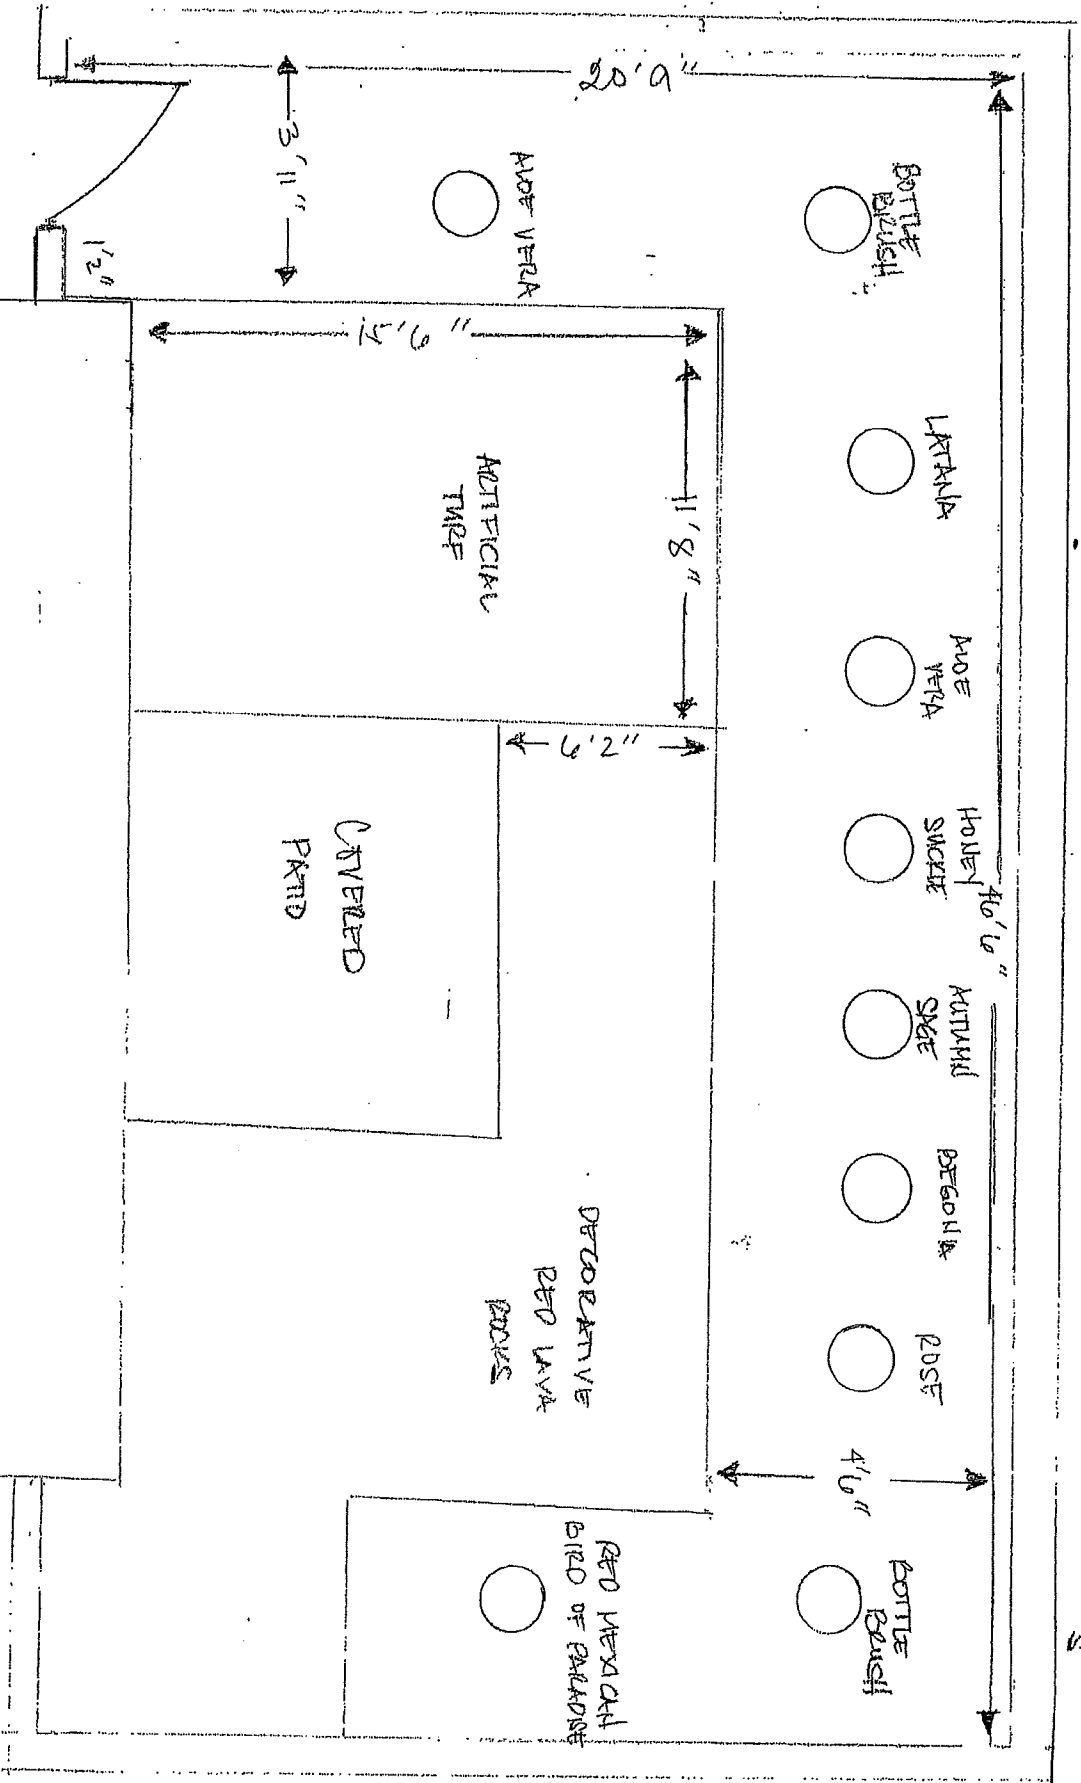 46'6"
BOTTLE
BRUSH
LATANA
ALOE
VERA
HONEY
SUCKLE
AUTUMN
SAGE
BEGONIA
ROSE
BOTTLE
BRUSH
4'6"
20'9"
ALOE VERA
3'11"
1'2"
11'8"
15'6"
ARTIFICIAL
TURF
6'2"
COVERED
PATIO
DECORATIVE
RED LAVA
ROCKS
RED MEXICAN
BIRD OF PARADISE